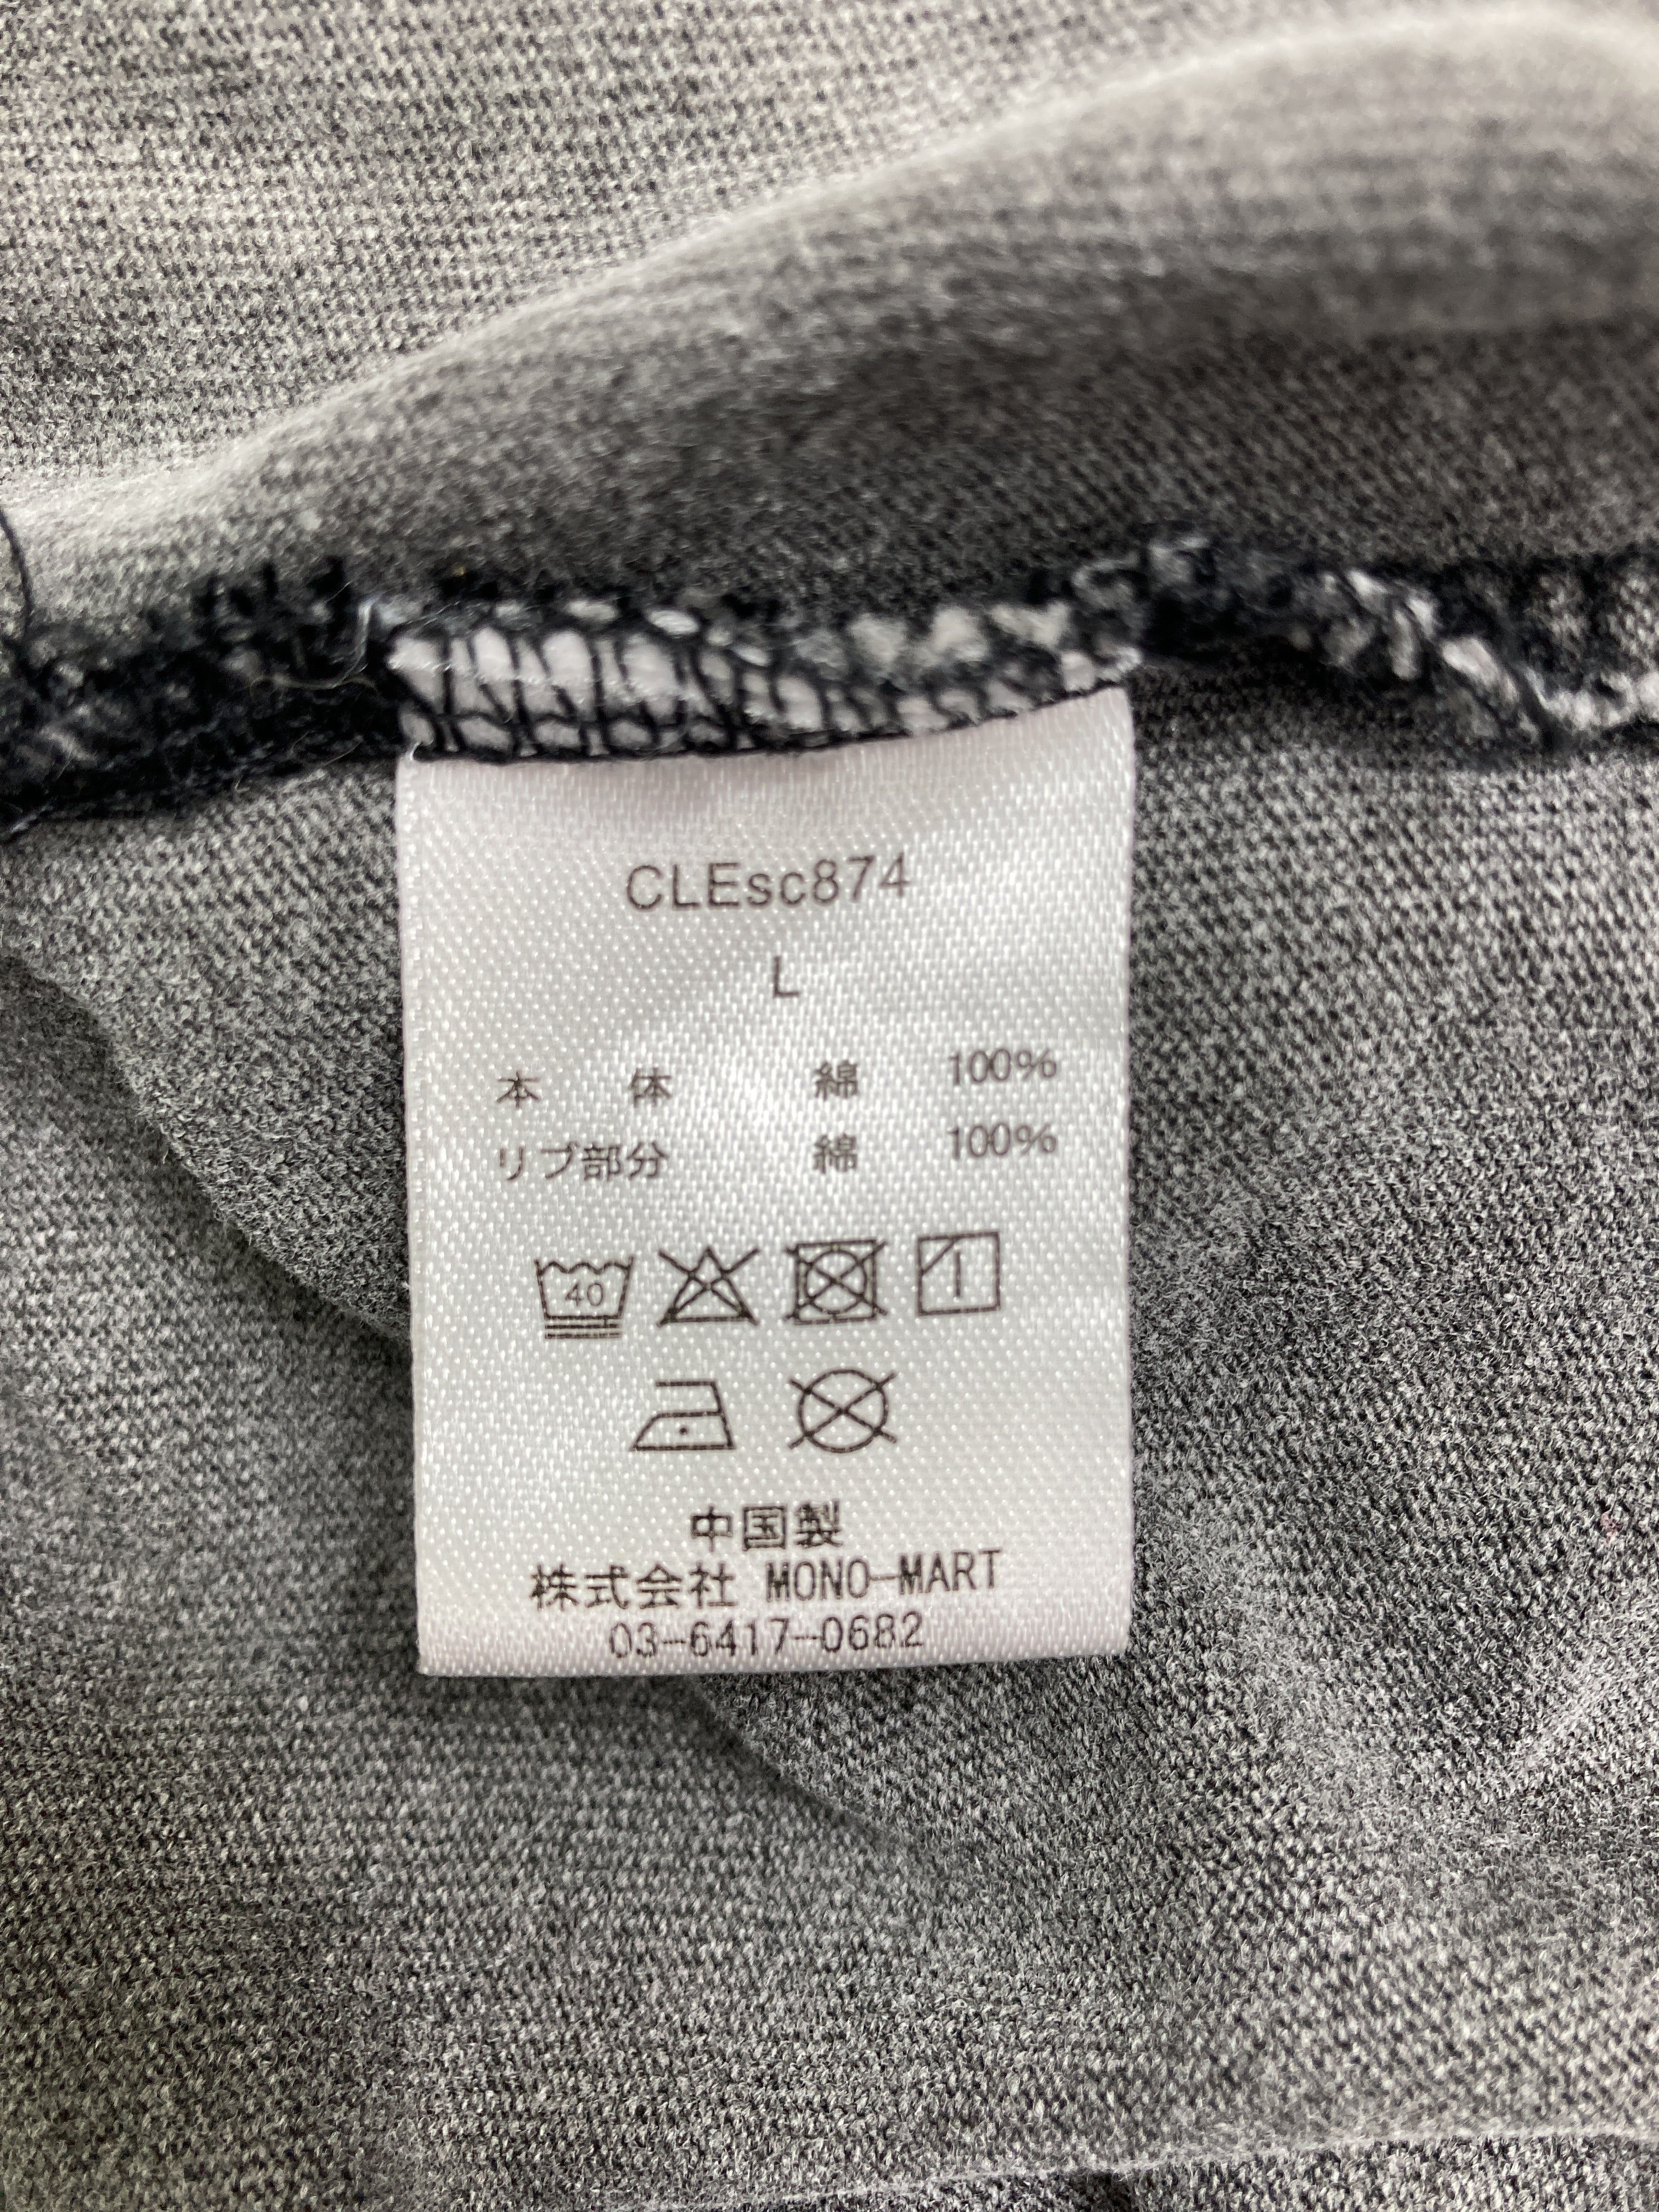 CLEsc874
L
本 体 綿 100%
リブ部分 綿 100%
40
中国製
株式会社 MONO-MART
03-6417-0682